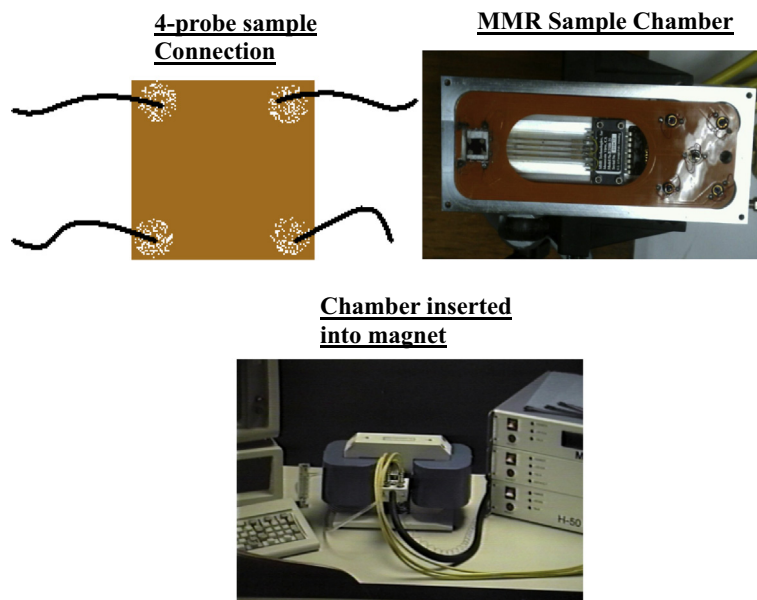 4-probe sample
Connection
MMR Sample Chamber
Chamber inserted
into magnet
M
H-50